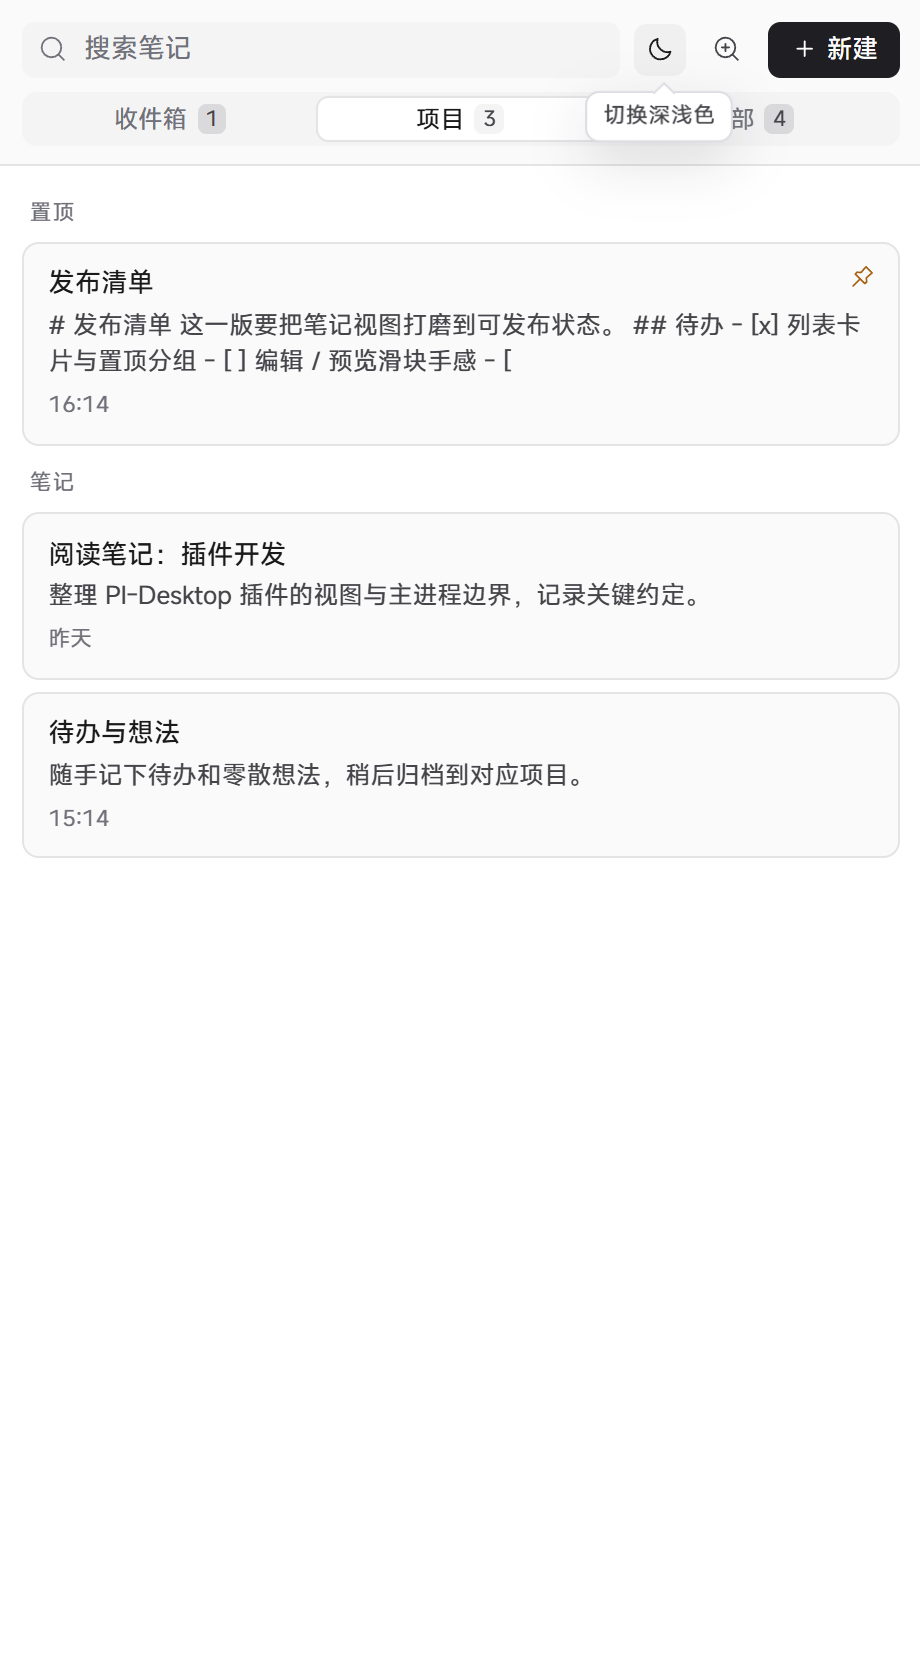 搜索笔记
新建
收件箱 1
项目 3
部 4
切换深浅色
置顶
发布清单
# 发布清单 这一版要把笔记视图打磨到可发布状态。 ## 待办 - [x] 列表卡
片与置顶分组 - [ ] 编辑 / 预览滑块手感 - [
16:14
笔记
阅读笔记：插件开发
整理 PI-Desktop 插件的视图与主进程边界，记录关键约定。
昨天
待办与想法
随手记下待办和零散想法，稍后归档到对应项目。
15:14